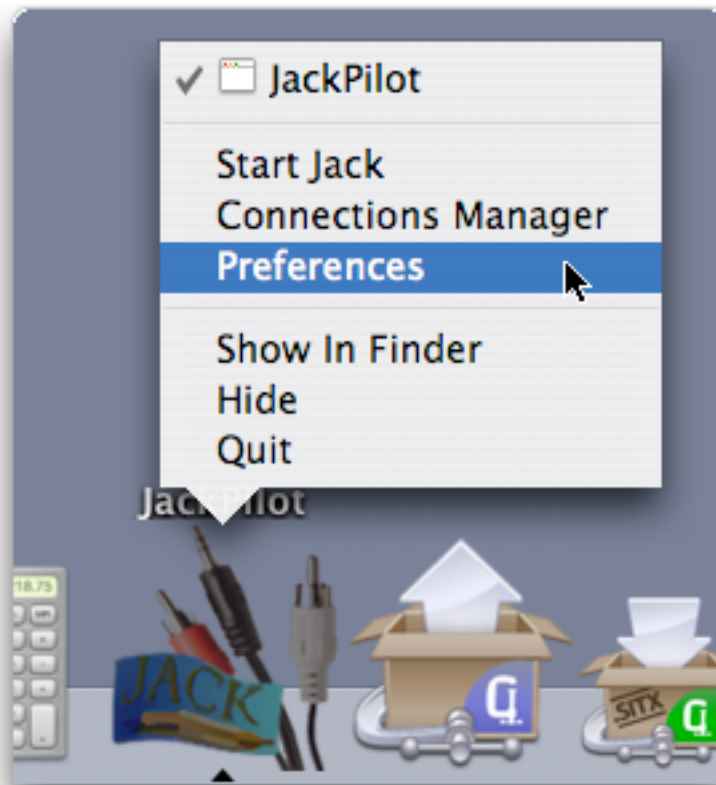 JackPilot
Start Jack
Connections Manager
Preferences
Show In Finder
Hide
Quit
JackPilot
18.75
JACK
SITX